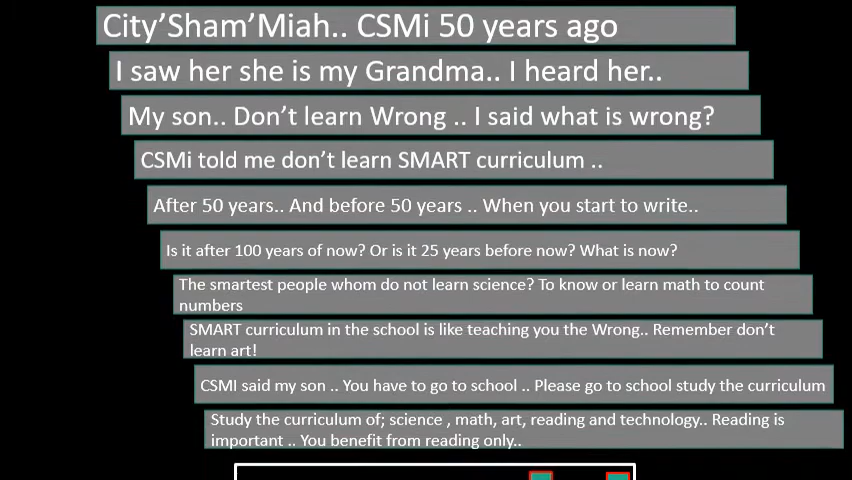 City’Sham’Miah.. CSMi 50 years ago
I saw her she is my Grandma.. I heard her..
My son.. Don’t learn Wrong .. I said what is wrong?
CSMi told me don’t learn SMART curriculum ..
After 50 years.. And before 50 years .. When you start to write..
Is it after 100 years of now? Or is it 25 years before now? What is now?
The smartest people whom do not learn science? To know or learn math to count
numbers
SMART curriculum in the school is like teaching you the Wrong.. Remember don’t
learn art!
CSMI said my son .. You have to go to school .. Please go to school study the curriculum
Study the curriculum of; science , math, art, reading and technology.. Reading is
important .. You benefit from reading only..